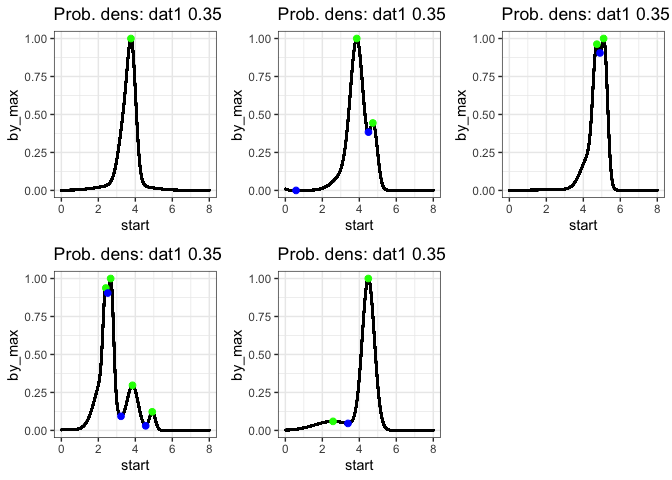 Prob. dens: dat1 0.35 Prob. dens: dat1 0.35 Prob. dens: dat1 0.35
1.00 1.00 1.00
0.75 0.75 0.75
by_max by_max by_max
0.50 0.50 0.50
0.25 0.25 0.25
0.00 0.00 0.00
0 2 4 6 8 0 2 4 6 8 0 2 4 6 8
start start start
Prob. dens: dat1 0.35 Prob. dens: dat1 0.35
1.00 1.00
0.75 0.75
by_max by_max
0.50 0.50
0.25 0.25
0.00 0.00
0 2 4 6 8 0 2 4 6 8
start start